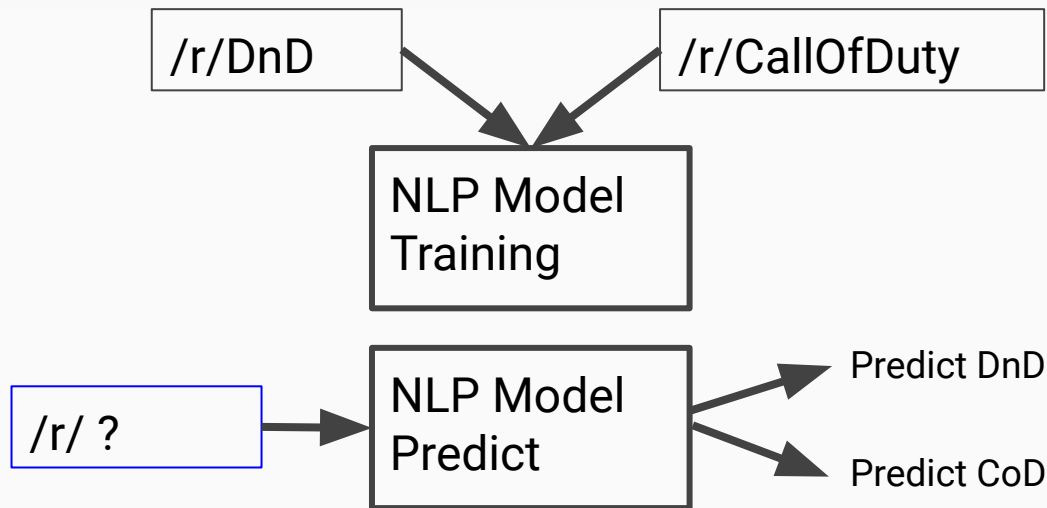 /r/DnD
/r/CallOfDuty
NLP Model
Training
/r/ ?
NLP Model
Predict
Predict DnD
Predict CoD